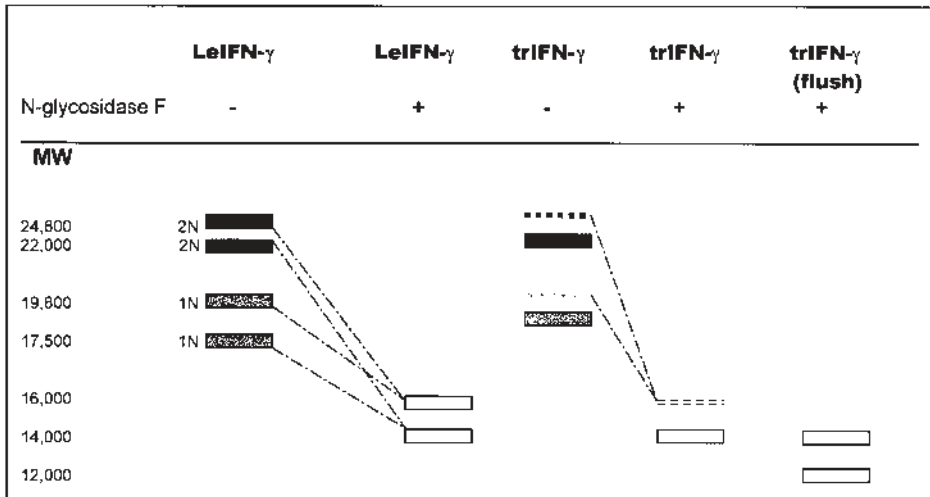 LeIFN-γ LeIFN-γ trIFN-γ trIFN-γ trIFN-γ
(flush)
N-glycosidase F - + - + +
MW
24,800 2N
22,000 2N
19,800 1N
17,500 1N
16,000
14,000
12,000